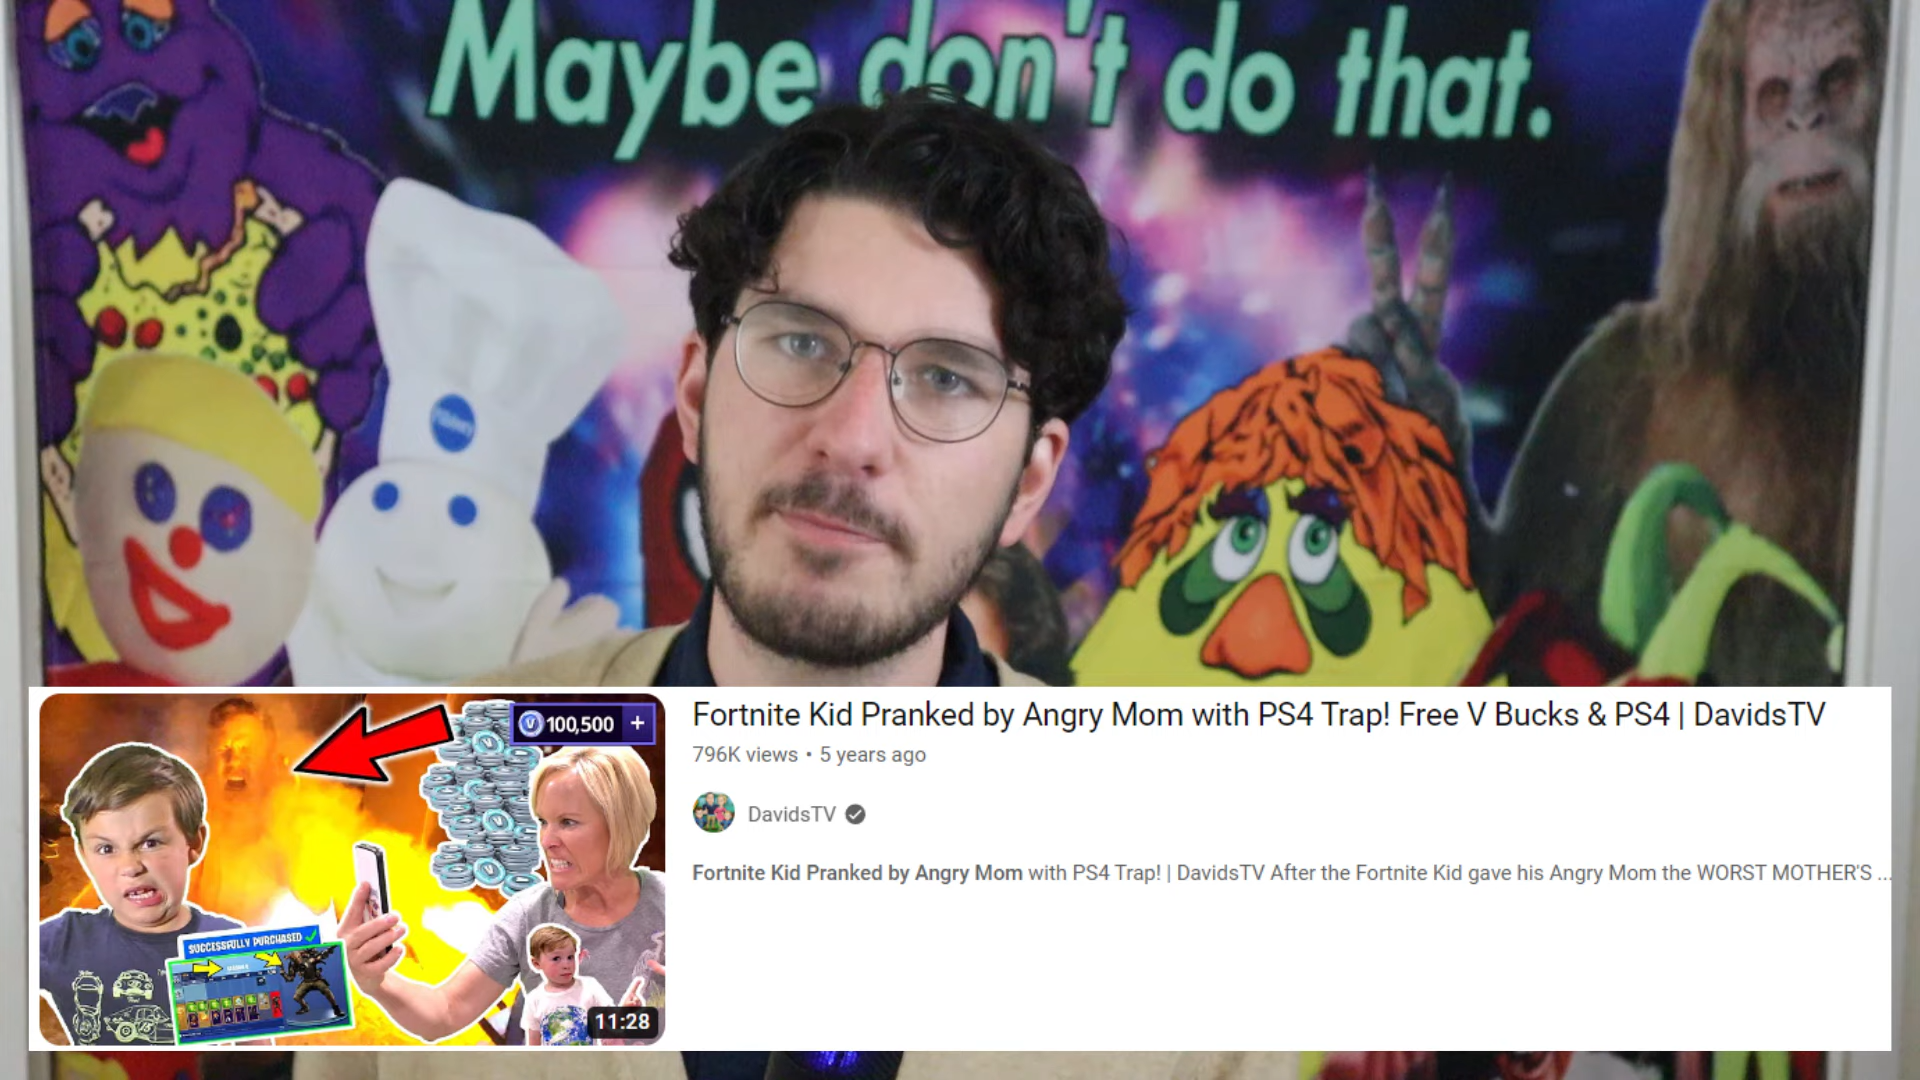 Maybe don't do that.
100,500 +
SUCCESSFULLY PURCHASED
11:28
Fortnite Kid Pranked by Angry Mom with PS4 Trap! Free V Bucks & PS4 | DavidsTV
796K views • 5 years ago
DavidsTV
Fortnite Kid Pranked by Angry Mom with PS4 Trap! | DavidsTV After the Fortnite Kid gave his Angry Mom the WORST MOTHER'S ...